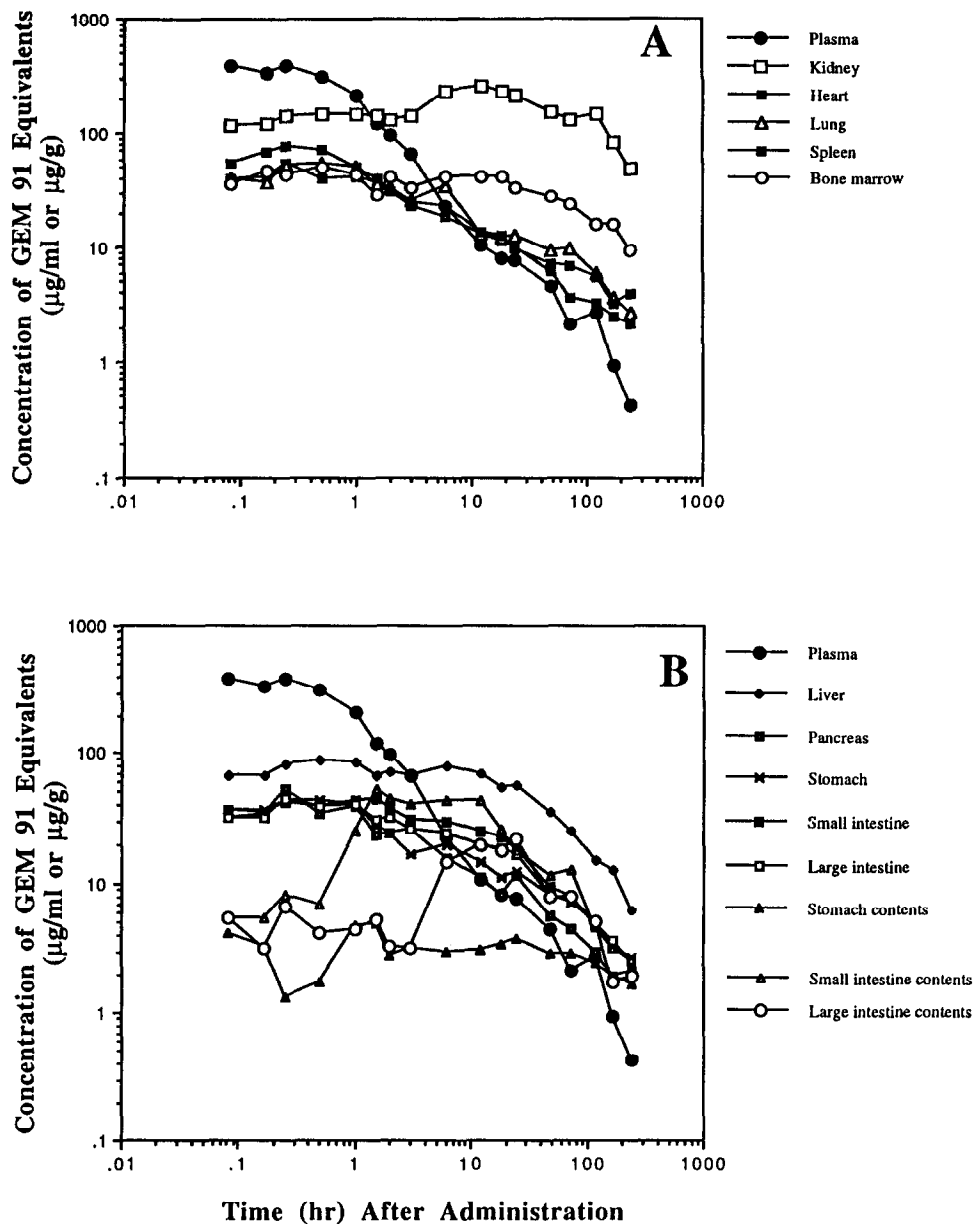 A
1000
100
10
1
.1
.01
.1
1
10
100
1000
Concentration of GEM 91 Equivalents
(µg/ml or µg/g)
Plasma
Kidney
Heart
Lung
Spleen
Bone marrow
B
1000
100
10
1
.1
.01
.1
1
10
100
1000
Concentration of GEM 91 Equivalents
(µg/ml or µg/g)
Plasma
Liver
Pancreas
Stomach
Small intestine
Large intestine
Stomach contents
Small intestine contents
Large intestine contents
Time (hr) After Administration